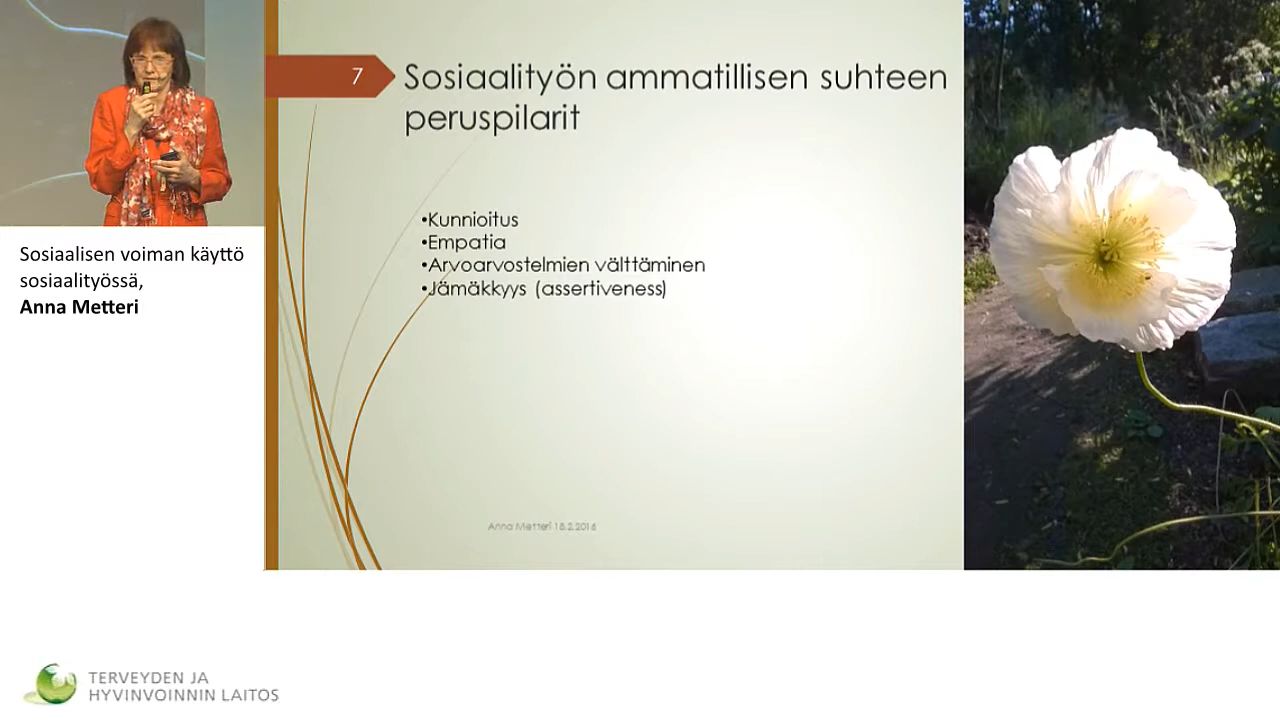 Sosiaalisen voiman käyttö
sosiaalityössä,
Anna Metteri
7
Sosiaalityön ammatillisen suhteen
peruspilarit
•Kunnioitus
•Empatia
•Arvoarvostelmien välttäminen
•Jämäkkyys (assertiveness)
Anna Metteri 18.2.2016
TERVEYDEN JA
HYVINVOINNIN LAITOS